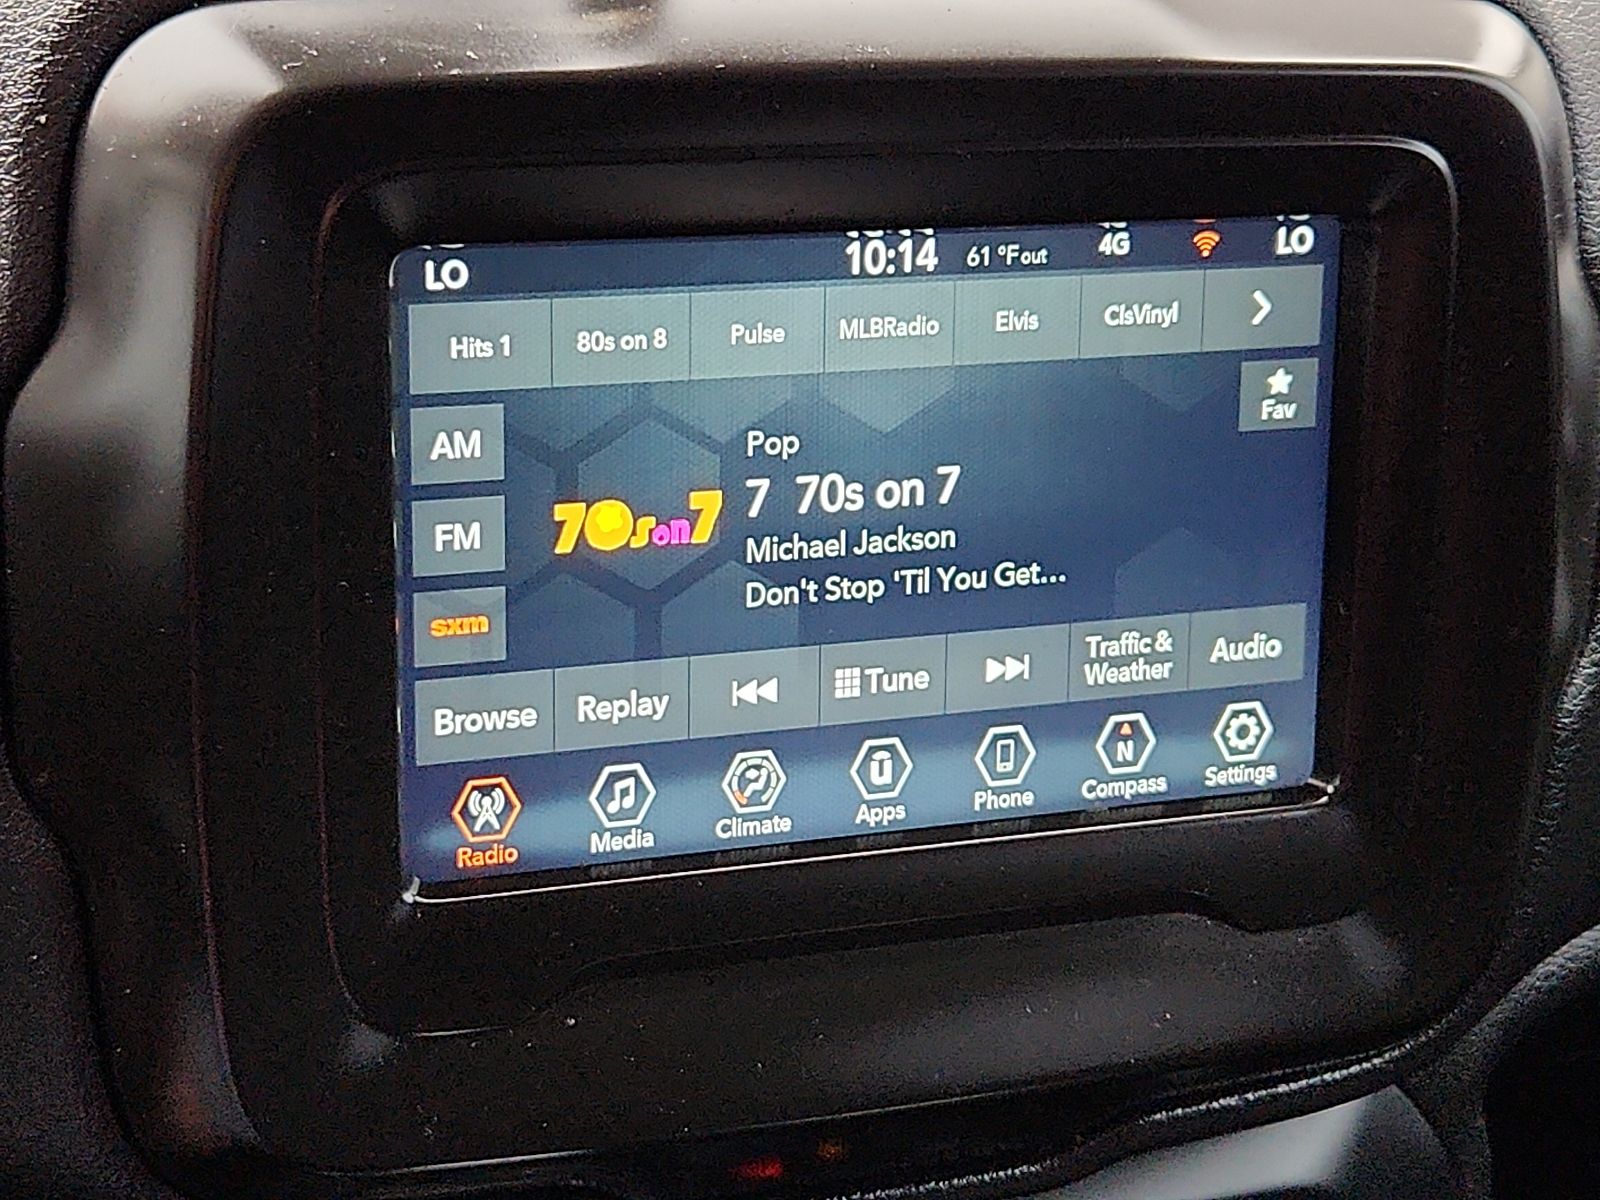 LO 10:14 61 °F out 4G LO
Hits 1 80s on 8 Pulse MLBRadio Elvis ClsVinyl
Fav
AM
FM
sxm
70s on 7
Pop
7 70s on 7
Michael Jackson
Don't Stop 'Til You Get...
Browse Replay Tune Traffic & Weather Audio
Radio Media Climate Apps Phone N Compass Settings